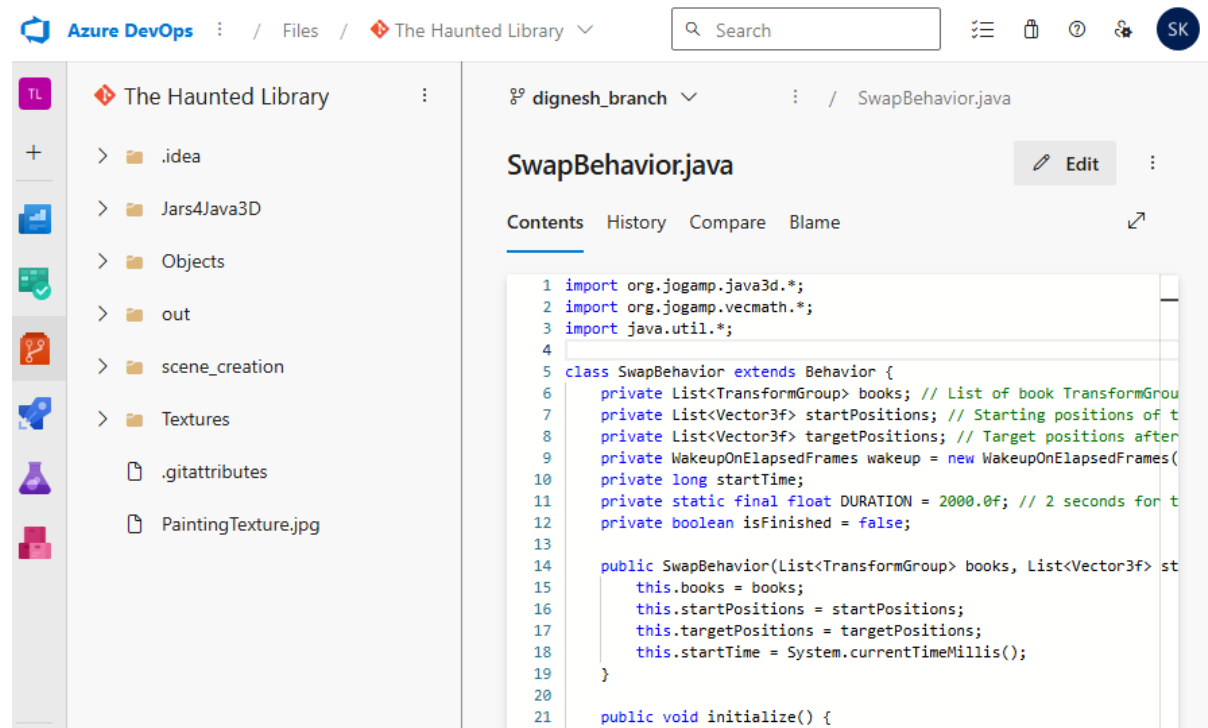 Azure DevOps / Files / The Haunted Library
Search
SK
TL
The Haunted Library
.idea
Jars4Java3D
Objects
out
scene_creation
Textures
.gitattributes
PaintingTexture.jpg
dignesh_branch / SwapBehavior.java
SwapBehavior.java
Edit
Contents History Compare Blame
1 import org.jogamp.java3d.*;
2 import org.jogamp.vecmath.*;
3 import java.util.*;
4
5 class SwapBehavior extends Behavior {
6 private List<TransformGroup> books; // List of book TransformGrou
7 private List<Vector3f> startPositions; // Starting positions of t
8 private List<Vector3f> targetPositions; // Target positions after
9 private WakeupOnElapsedFrames wakeup = new WakeupOnElapsedFrames(
10 private long startTime;
11 private static final float DURATION = 2000.0f; // 2 seconds for t
12 private boolean isFinished = false;
13
14 public SwapBehavior(List<TransformGroup> books, List<Vector3f> st
15 this.books = books;
16 this.startPositions = startPositions;
17 this.targetPositions = targetPositions;
18 this.startTime = System.currentTimeMillis();
19 }
20
21 public void initialize() {